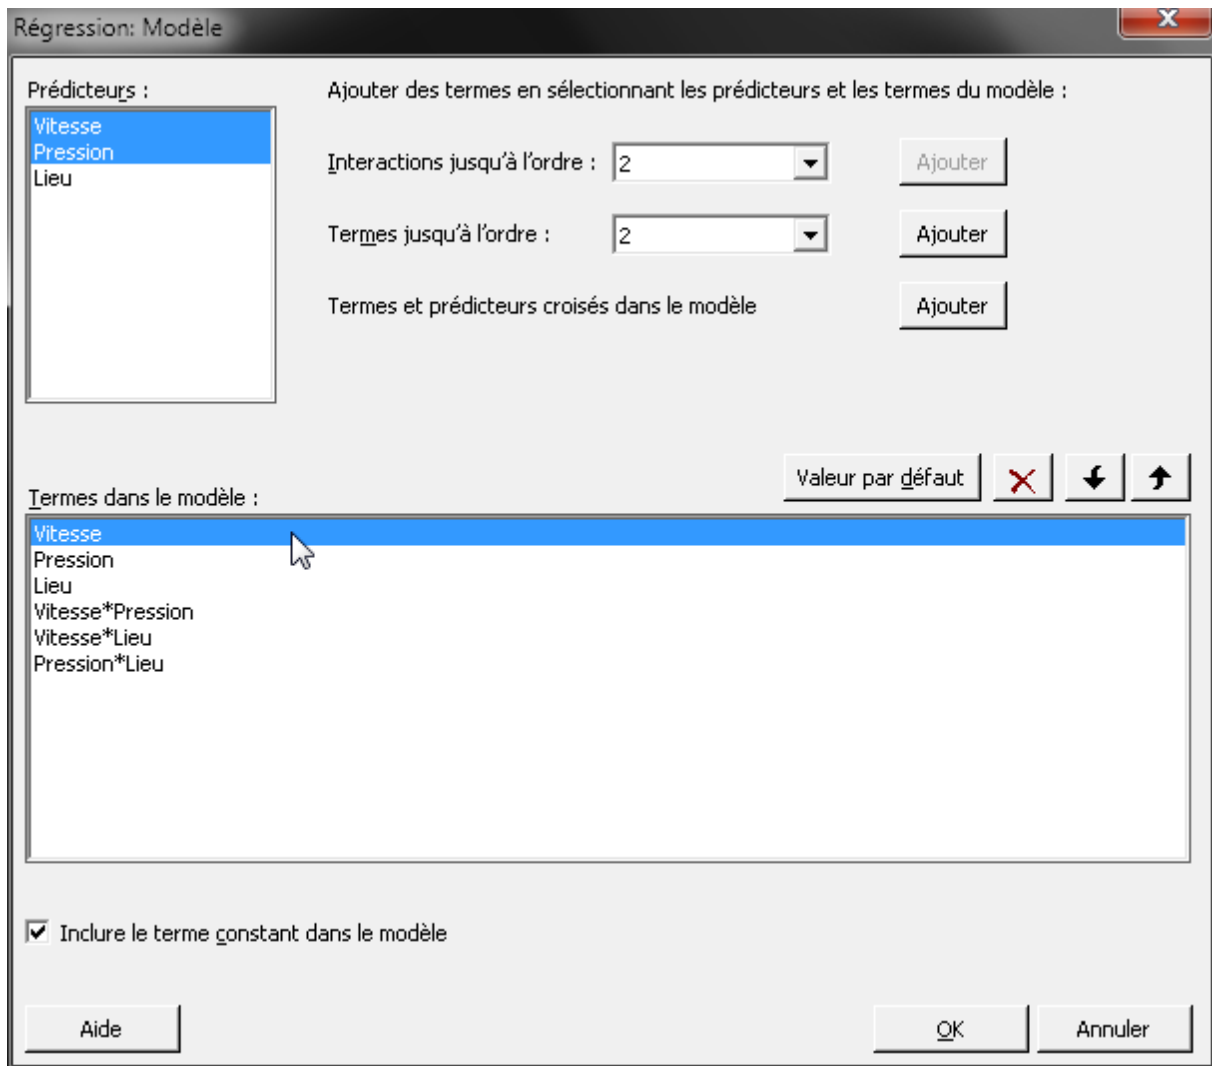 Régression: Modèle
Prédicteurs :
Vitesse
Pression
Lieu
Ajouter des termes en sélectionnant les prédicteurs et les termes du modèle :
Interactions jusqu'à l'ordre : 2 Ajouter
Termes jusqu'à l'ordre : 2 Ajouter
Termes et prédicteurs croisés dans le modèle Ajouter
Valeur par défaut
Termes dans le modèle :
Vitesse
Pression
Lieu
Vitesse*Pression
Vitesse*Lieu
Pression*Lieu
Inclure le terme constant dans le modèle
Aide OK Annuler